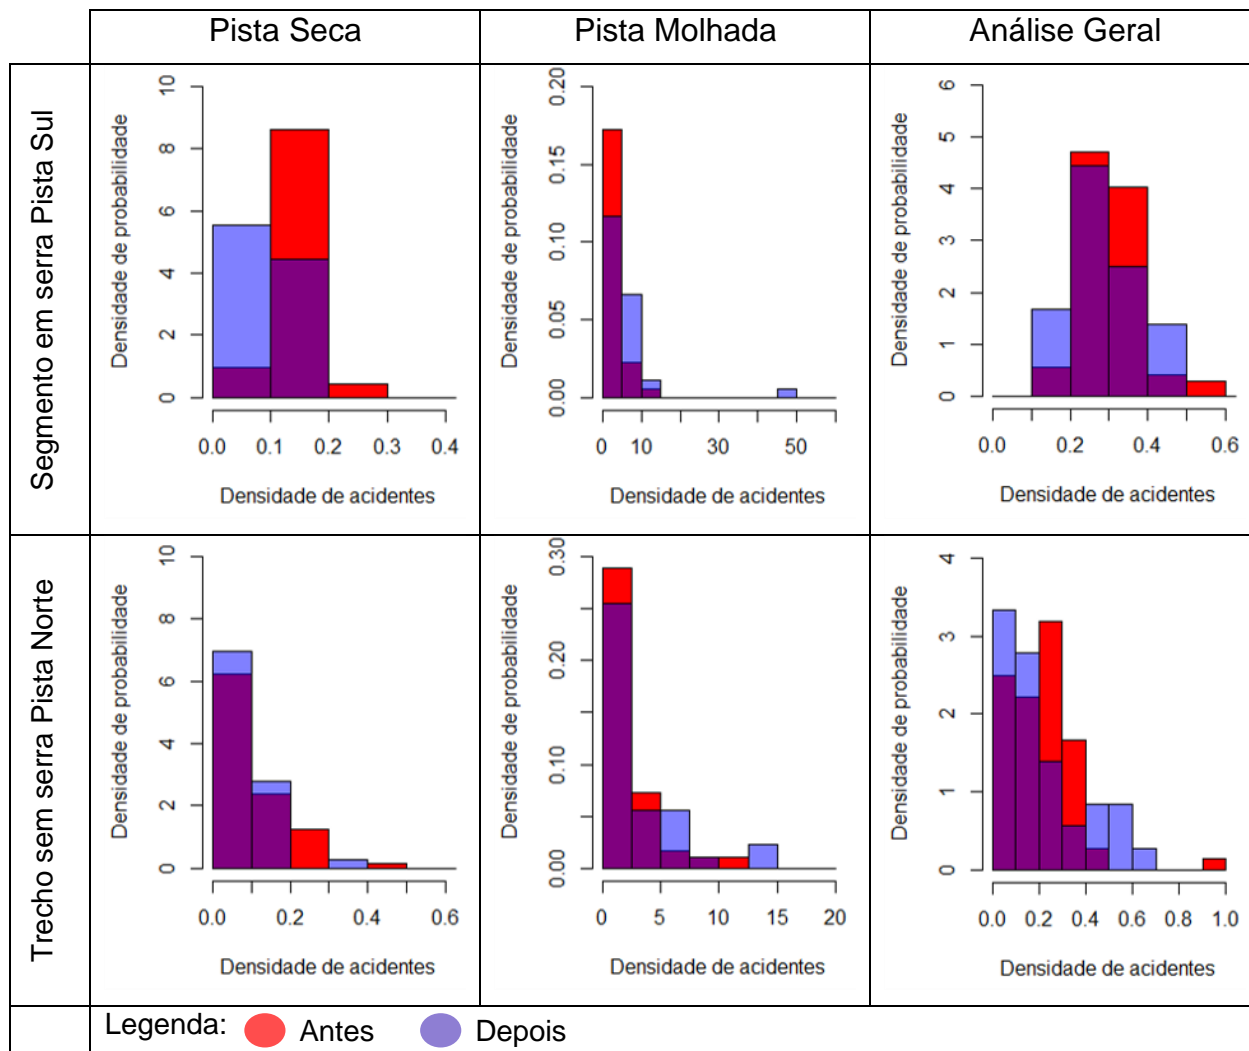 Pista Seca
Pista Molhada
Análise Geral
Segmento em serra Pista Sul
Densidade de probabilidade
0 2 4 6 8 10
0.0 0.1 0.2 0.3 0.4
Densidade de acidentes
Densidade de probabilidade
0.00 0.05 0.10 0.15 0.20
0 10 30 50
Densidade de acidentes
Densidade de probabilidade
0 1 2 3 4 5 6
0.0 0.2 0.4 0.6
Densidade de acidentes
Trecho sem serra Pista Norte
Densidade de probabilidade
0 2 4 6 8 10
0.0 0.2 0.4 0.6
Densidade de acidentes
Densidade de probabilidade
0.00 0.10 0.20 0.30
0 5 10 15 20
Densidade de acidentes
Densidade de probabilidade
0 1 2 3 4
0.0 0.2 0.4 0.6 0.8 1.0
Densidade de acidentes
Legenda: Antes Depois